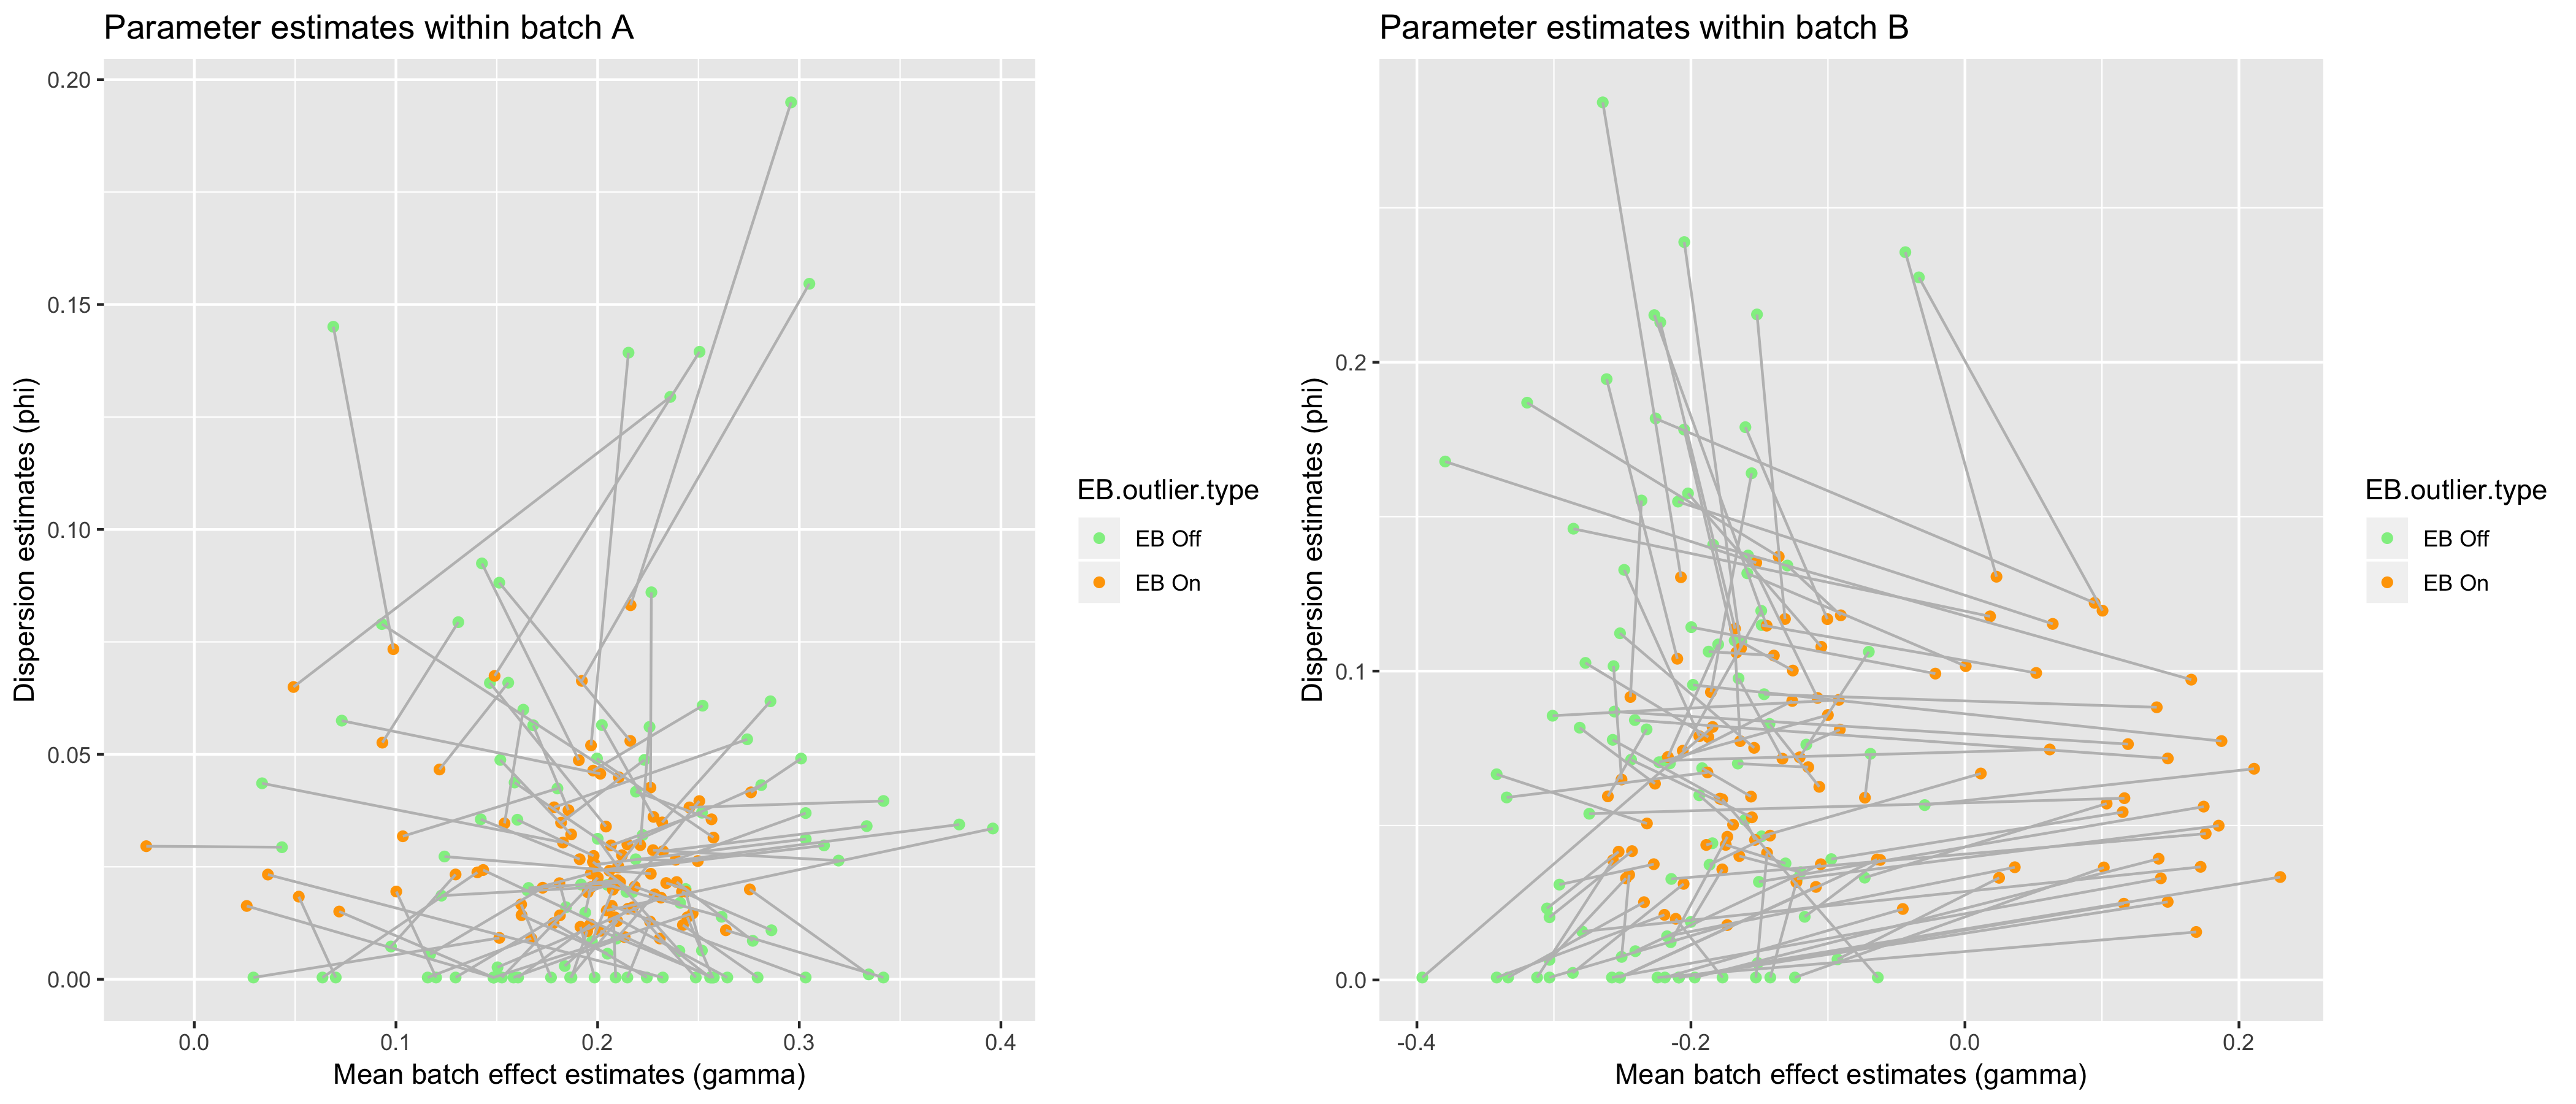 Parameter estimates within batch A
0.20
0.15
0.10
0.05
0.00
Dispersion estimates (phi)
0.0 0.1 0.2 0.3 0.4
Mean batch effect estimates (gamma)
EB.outlier.type
EB Off
EB On
Parameter estimates within batch B
0.2
0.1
0.0
Dispersion estimates (phi)
-0.4 -0.2 0.0 0.2
Mean batch effect estimates (gamma)
EB.outlier.type
EB Off
EB On